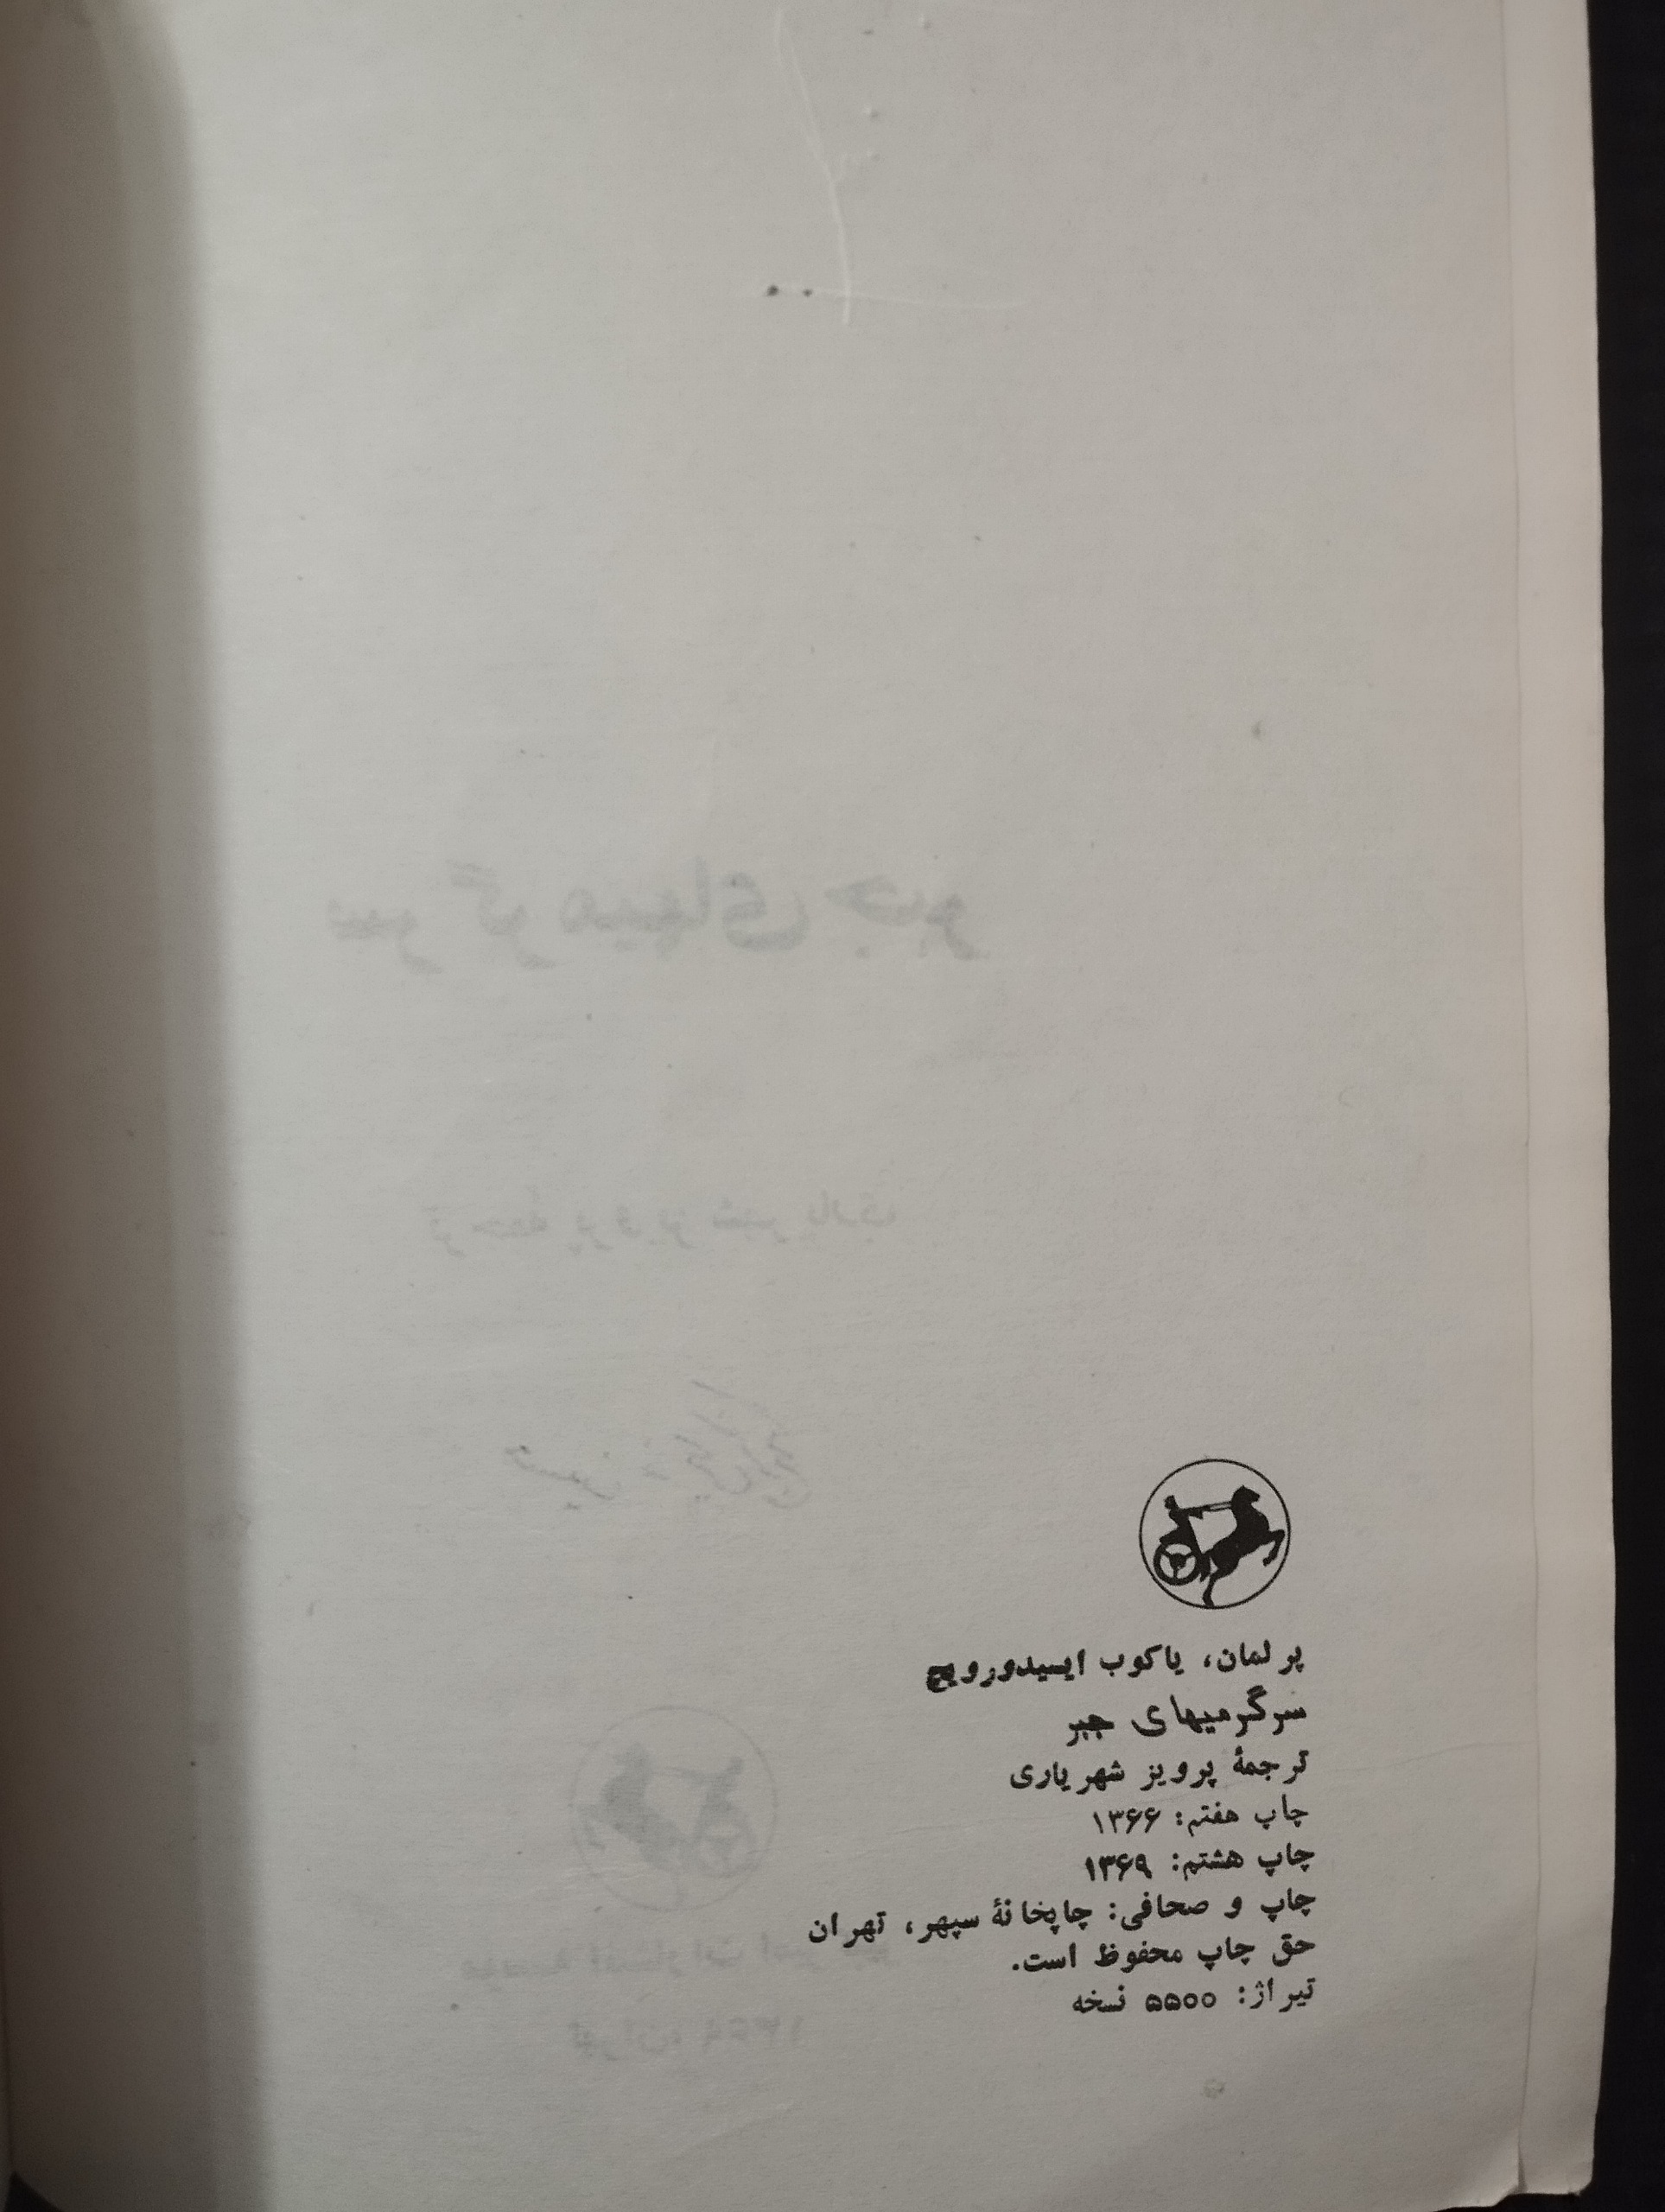 پرلمان، یاکوب ایسیدورویچ
سرگرمیهای جبر
ترجمهٔ پرویز شهریاری
چاپ هفتم: ۱۳۶۶
چاپ هشتم: ۱۳۶۹
چاپ و صحافی: چاپخانهٔ سپهر، تهران
حق چاپ محفوظ است.
تیراژ: ۵۵۰۰ نسخه